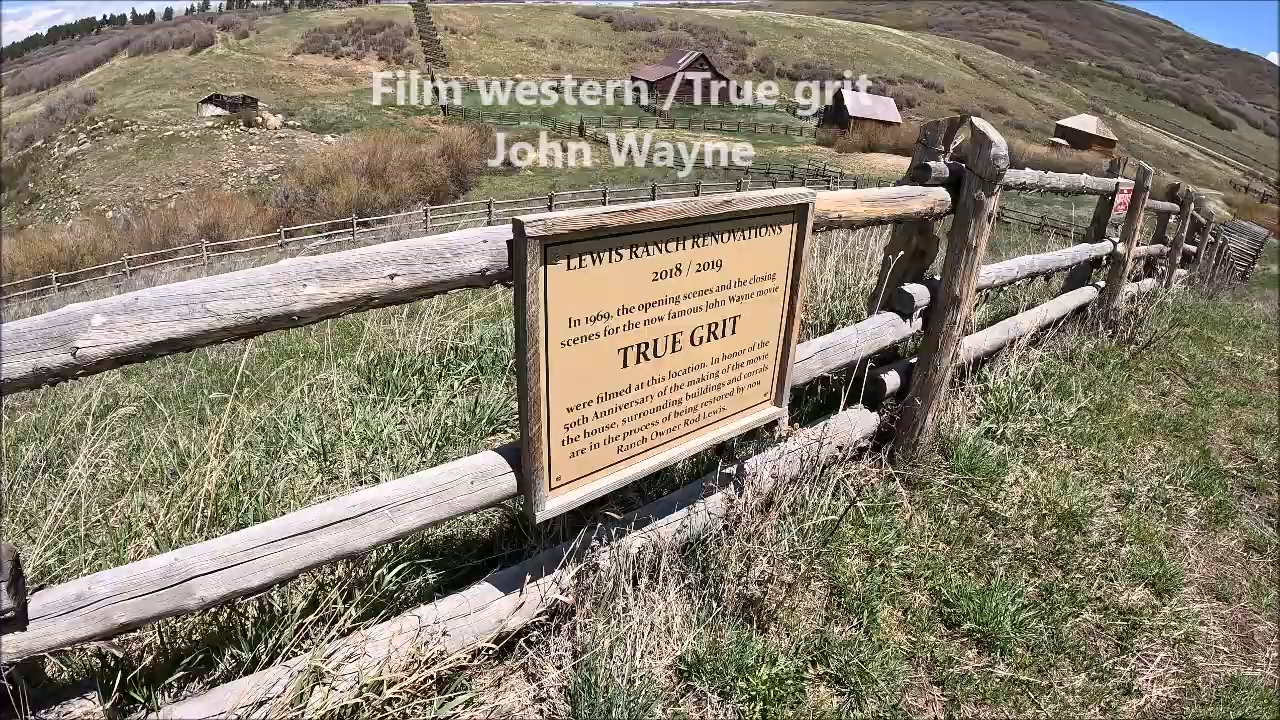 Film western / True grit
John Wayne
LEWIS RANCH RENOVATIONS
2018 / 2019
In 1969, the opening scenes and the closing
scenes for the now famous John Wayne movie
TRUE GRIT
were filmed at this location. In honor of the
50th Anniversary of the making of the movie
the house, surrounding buildings and corrals
are in the process of being restored by now
Ranch Owner Rod Lewis.